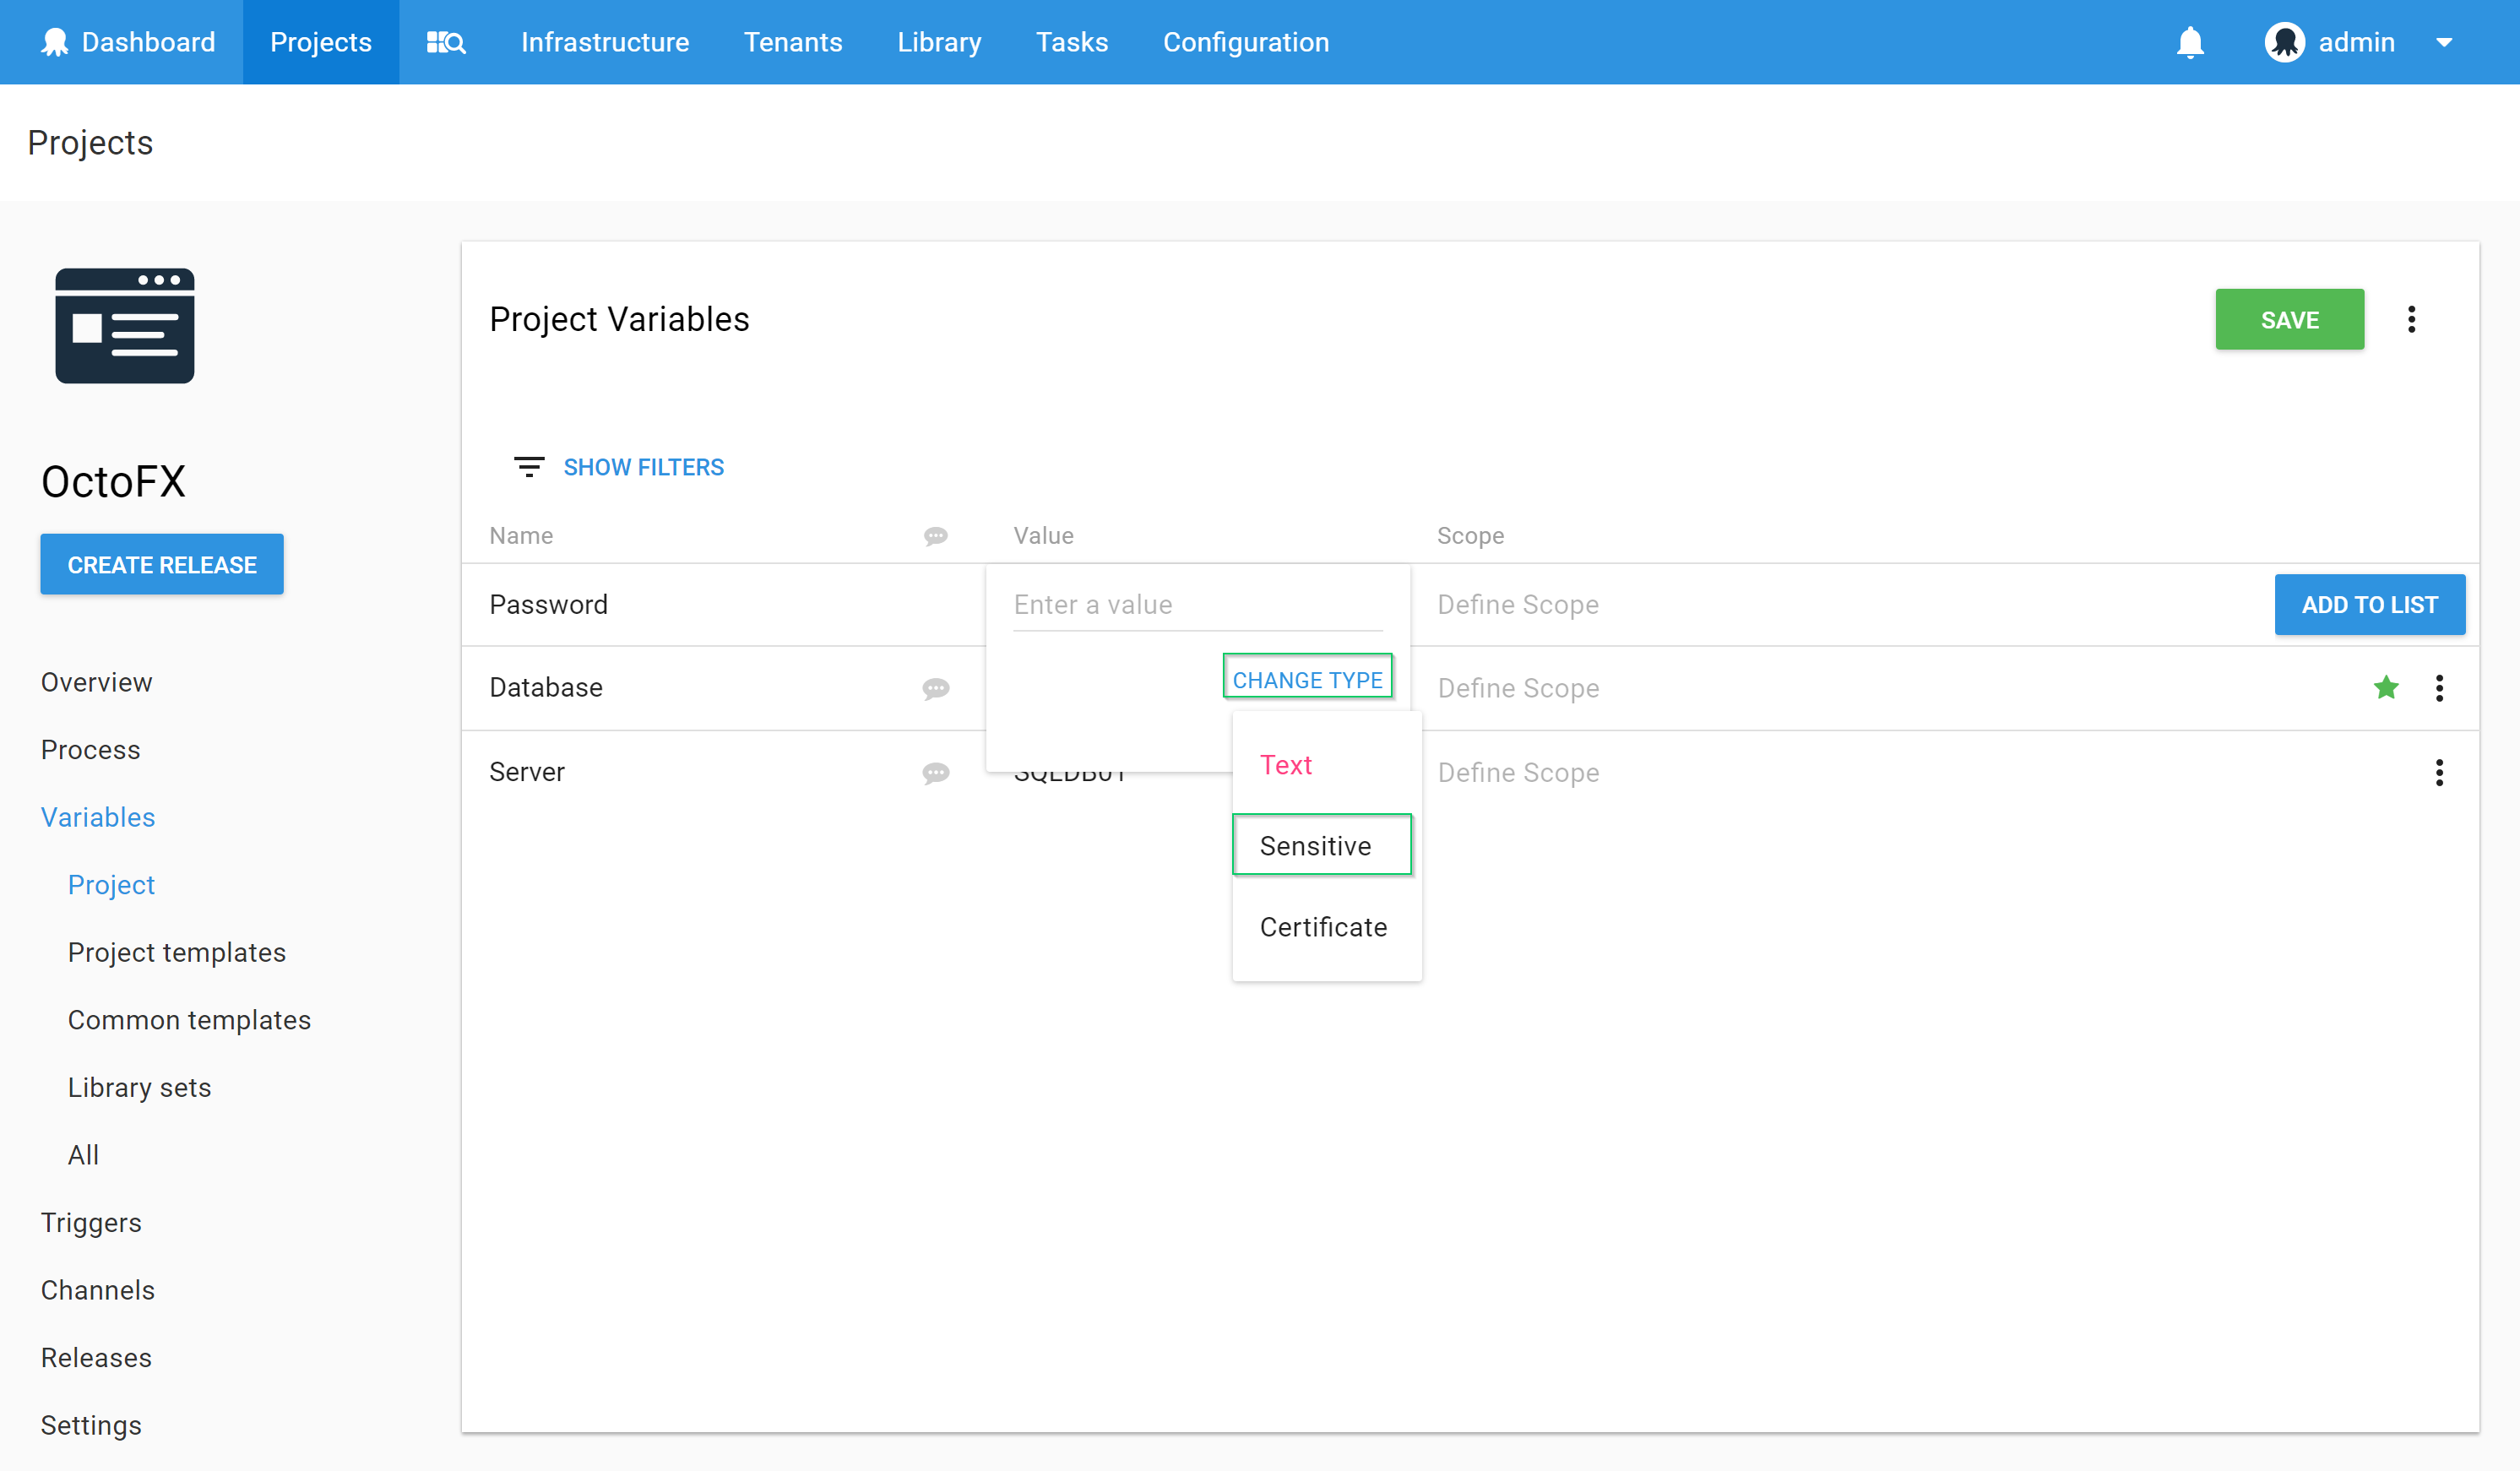 Dashboard Projects Infrastructure Tenants Library Tasks Configuration admin
Projects
Project Variables SAVE
SHOW FILTERS
OctoFX
CREATE RELEASE
Name Value Scope
Password Enter a value Define Scope ADD TO LIST
CHANGE TYPE
Database Define Scope
Text
Server SQLDB01 Define Scope
Sensitive
Certificate
Overview
Process
Variables
Project
Project templates
Common templates
Library sets
All
Triggers
Channels
Releases
Settings